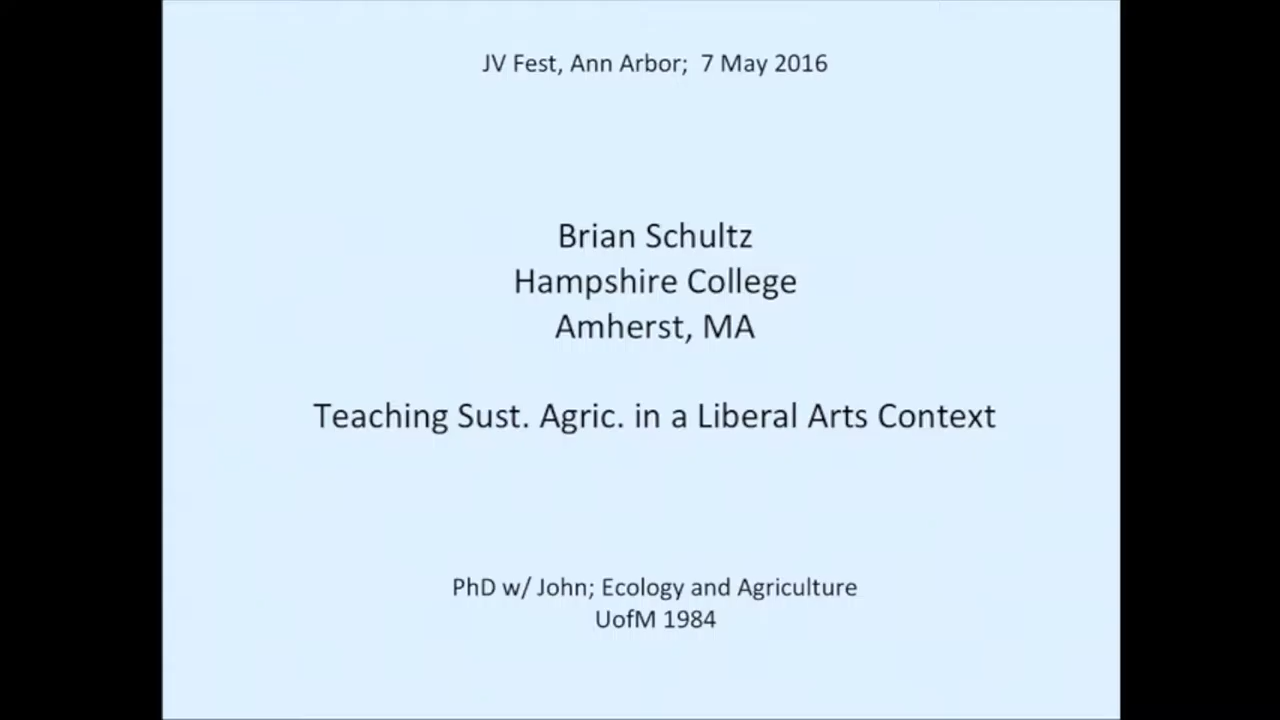 JV Fest, Ann Arbor;  7 May 2016
Brian Schultz
Hampshire College
Amherst, MA
Teaching Sust. Agric. in a Liberal Arts Context
PhD w/ John; Ecology and Agriculture
UofM 1984